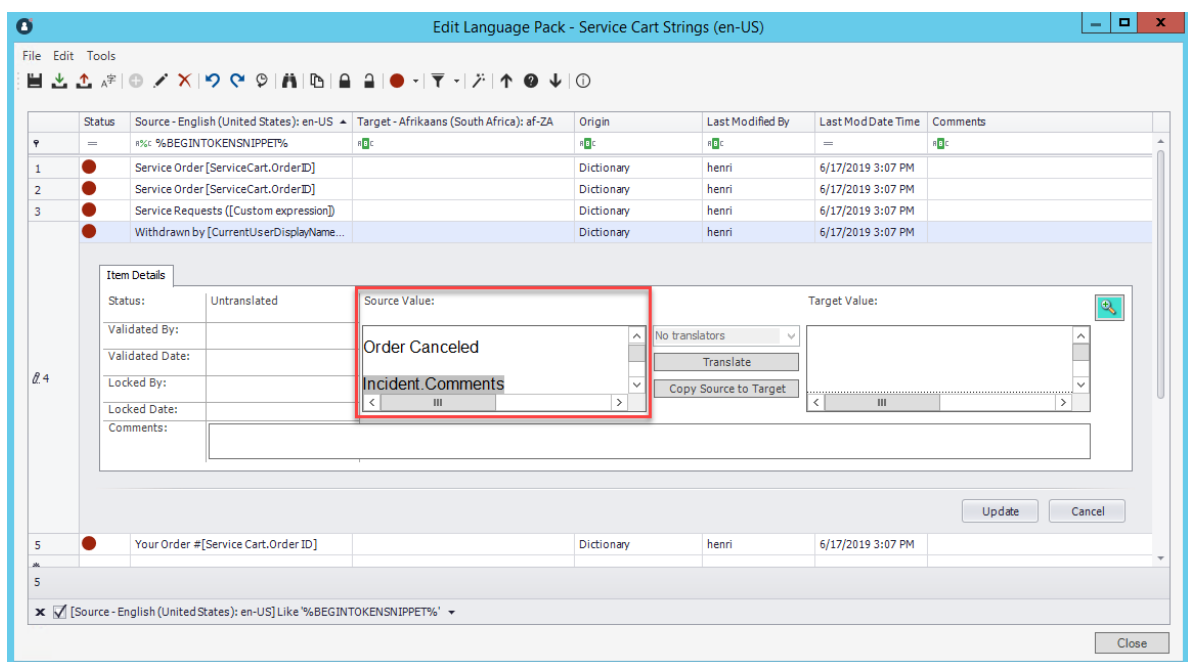 Edit Language Pack - Service Cart Strings (en-US)
File Edit Tools
Status Source - English (United States): en-US Target - Afrikaans (South Africa): af-ZA Origin Last Modified By Last Mod Date Time Comments
= %BEGINTOKENSNIPPET% =
1 Service Order [ServiceCart.OrderID] Dictionary henri 6/17/2019 3:07 PM
2 Service Order [ServiceCart.OrderID] Dictionary henri 6/17/2019 3:07 PM
3 Service Requests ([Custom expression]) Dictionary henri 6/17/2019 3:07 PM
Withdrawn by [CurrentUserDisplayName... Dictionary henri 6/17/2019 3:07 PM
Item Details
Status: Untranslated Source Value: Target Value:
Validated By: No translators
Order Canceled
Validated Date: Translate
4 Locked By: Incident.Comments Copy Source to Target
Locked Date:
Comments:
Update Cancel
5 Your Order #[Service Cart.Order ID] Dictionary henri 6/17/2019 3:07 PM
5
[Source - English (United States): en-US] Like '%BEGINTOKENSNIPPET%'
Close